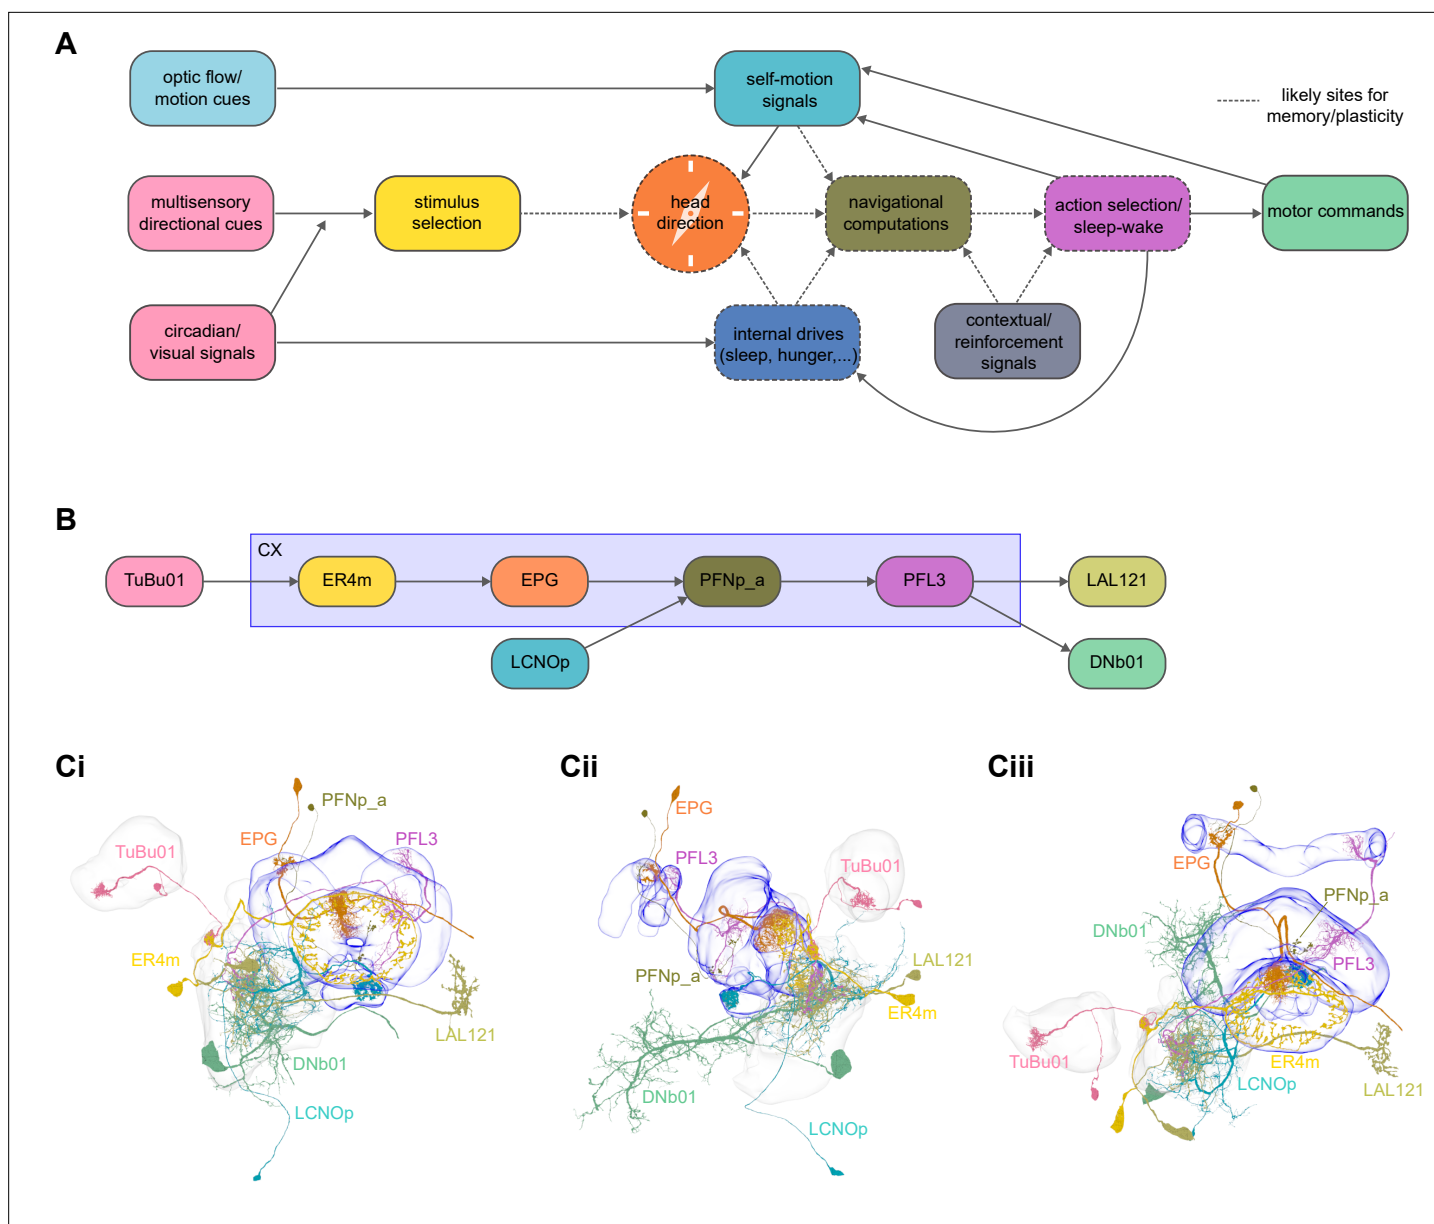 A
optic flow/
motion cues
self-motion
signals
likely sites for
memory/plasticity
multisensory
directional cues
stimulus
selection
head
direction
navigational
computations
action selection/
sleep-wake
motor commands
circadian/
visual signals
internal drives
(sleep, hunger,...)
contextual/
reinforcement
signals
B
CX
TuBu01
ER4m
EPG
PFNp_a
PFL3
LAL121
LCNOp
DNb01
Ci
PFNp_a
EPG
PFL3
TuBu01
ER4m
LAL121
DNb01
LCNOp
Cii
EPG
PFL3
TuBu01
PFNp_a
LAL121
ER4m
DNb01
LCNOp
Ciii
EPG
PFNp_a
DNb01
PFL3
TuBu01
ER4m
LCNOp
LAL121